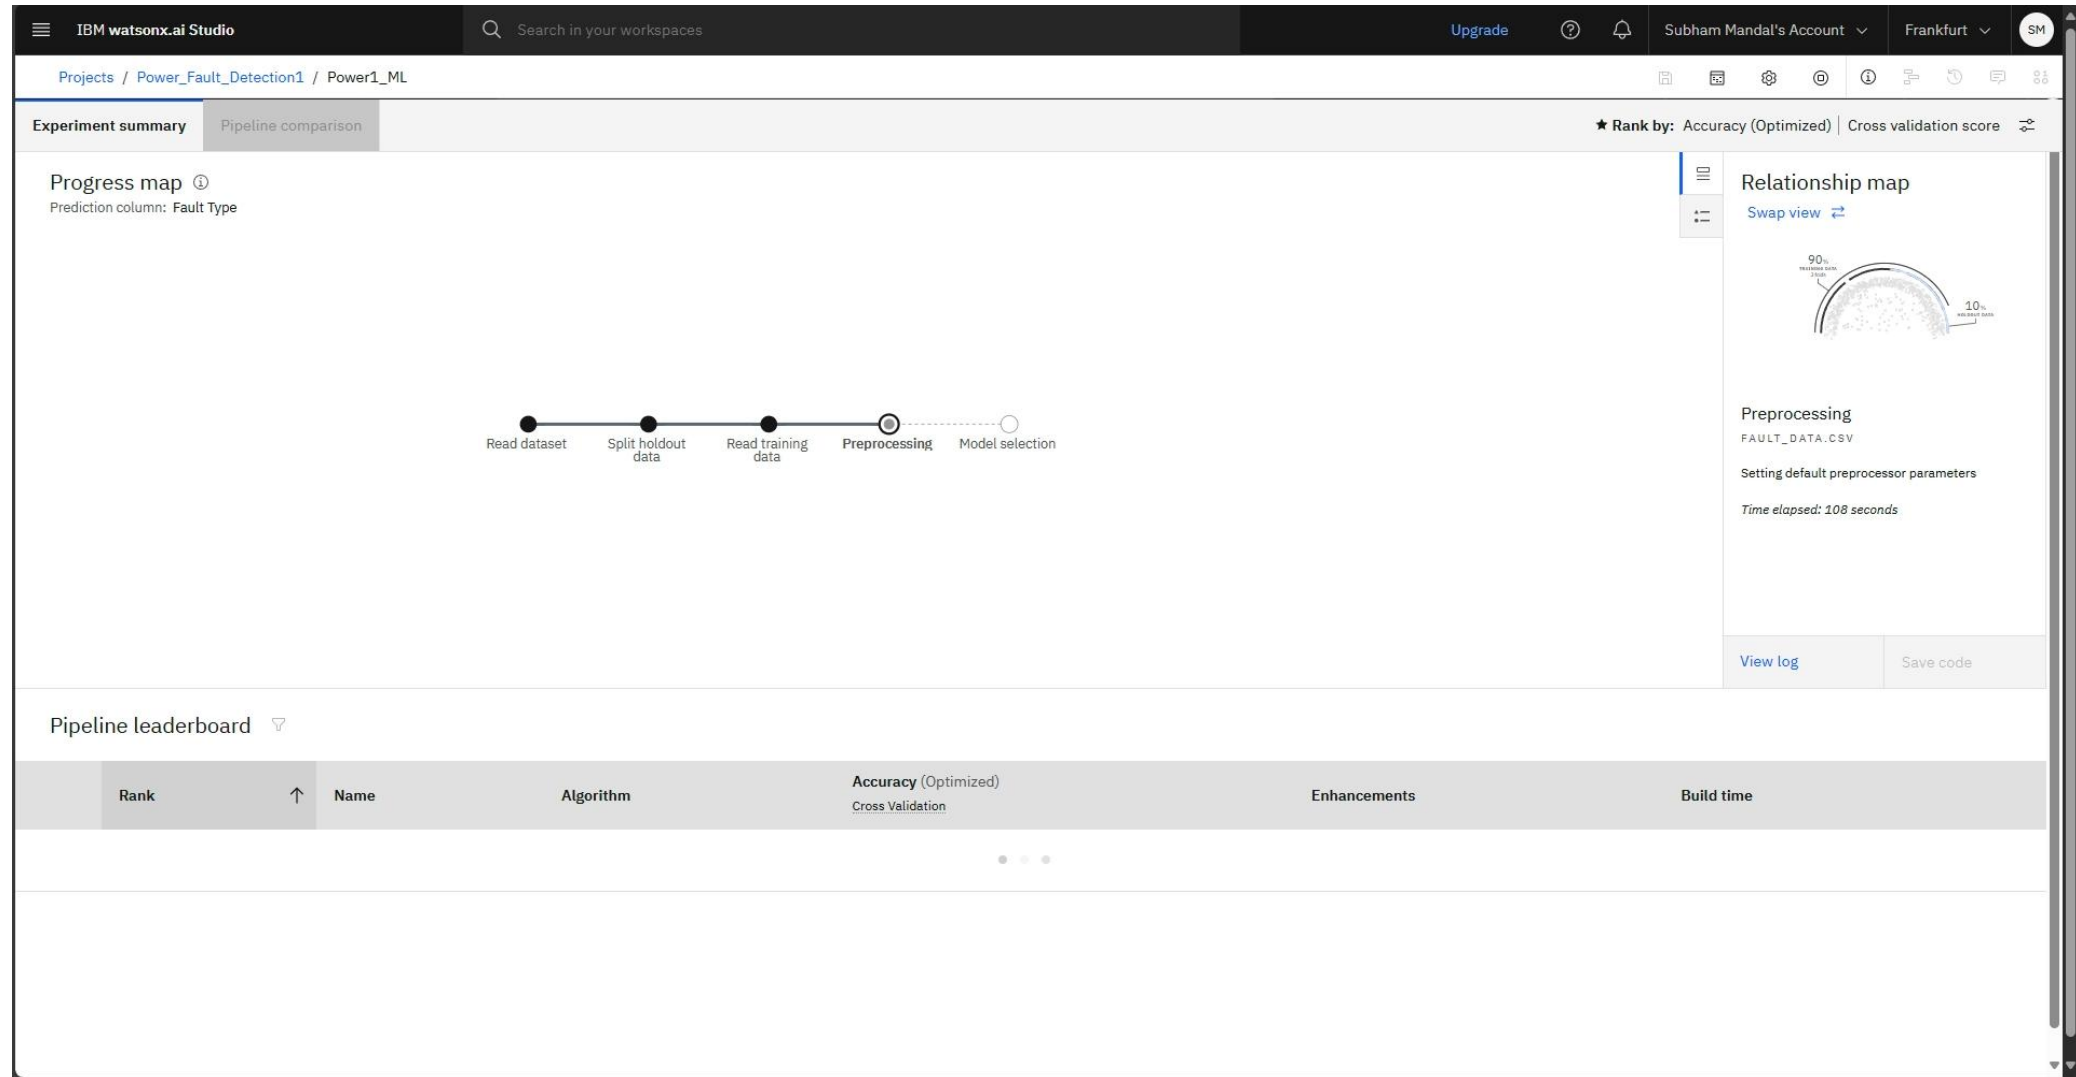 IBM watsonx.ai Studio
Search in your workspaces
Upgrade
Subham Mandal's Account
Frankfurt
SM
Projects / Power_Fault_Detection1 / Power1_ML
Experiment summary
Pipeline comparison
★ Rank by: Accuracy (Optimized) | Cross validation score
Progress map
Prediction column: Fault Type
Read dataset
Split holdout
data
Read training
data
Preprocessing
Model selection
Relationship map
Swap view
90%
TRAINING DATA
10%
HOLDOUT DATA
Preprocessing
FAULT_DATA.CSV
Setting default preprocessor parameters
Time elapsed: 108 seconds
View log
Save code
Pipeline leaderboard
Rank
Name
Algorithm
Accuracy (Optimized)
Cross Validation
Enhancements
Build time